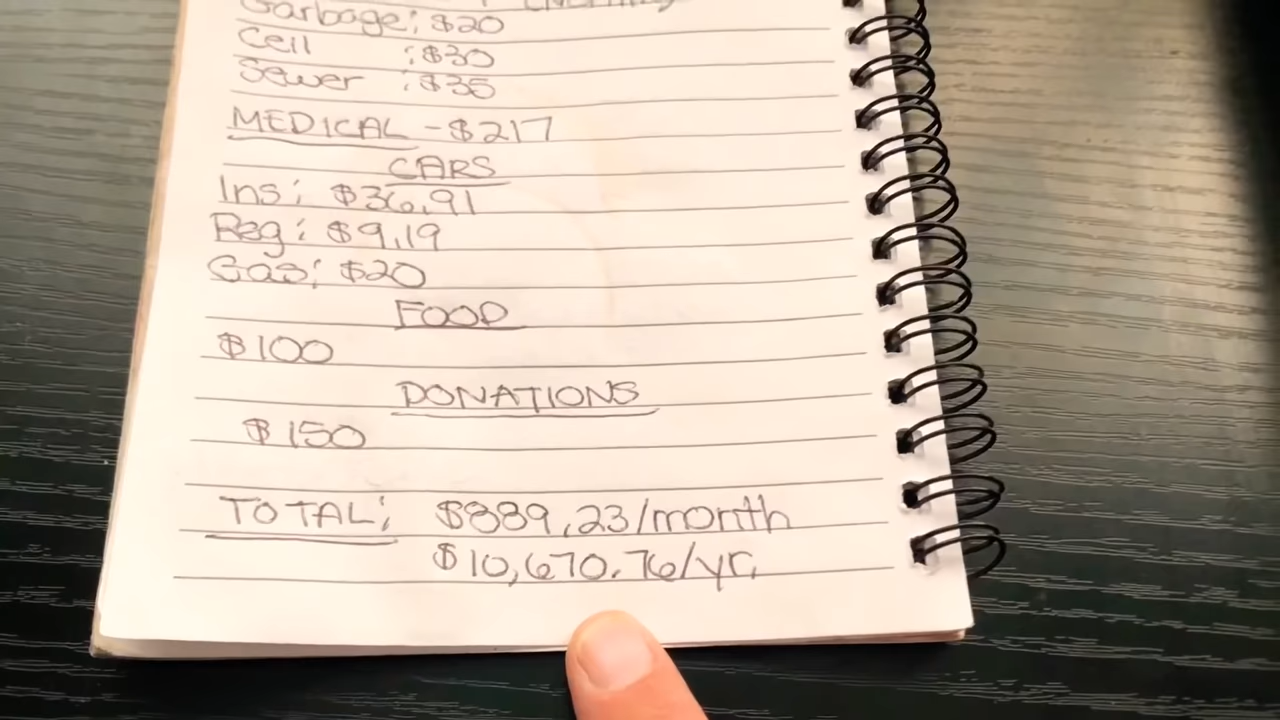 Garbage: $20
Cell : $30
Sewer : $35
MEDICAL - $217
CARS
Ins: $36.91
Reg: $9.19
Gas: $20
FOOD
$100
DONATIONS
$150
TOTAL: $889.23/month
$10,670.76/yr.